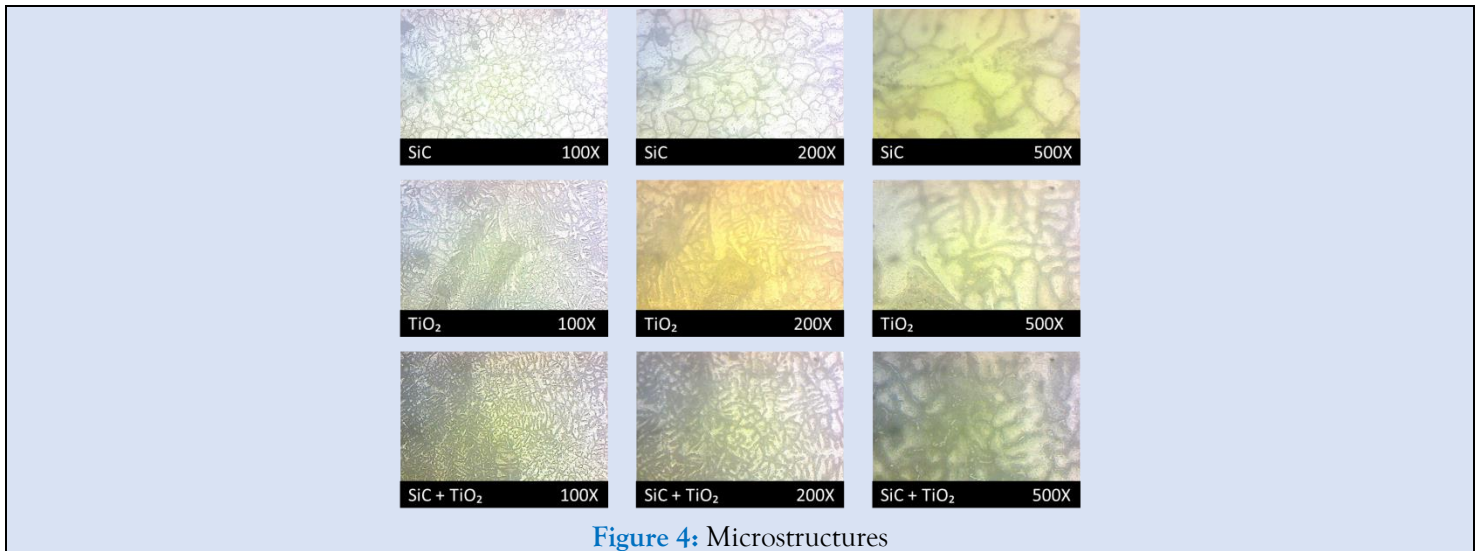 SiC 100X
SiC 200X
SiC 500X
TiO₂ 100X
TiO₂ 200X
TiO₂ 500X
SiC + TiO₂ 100X
SiC + TiO₂ 200X
SiC + TiO₂ 500X
Figure 4: Microstructures